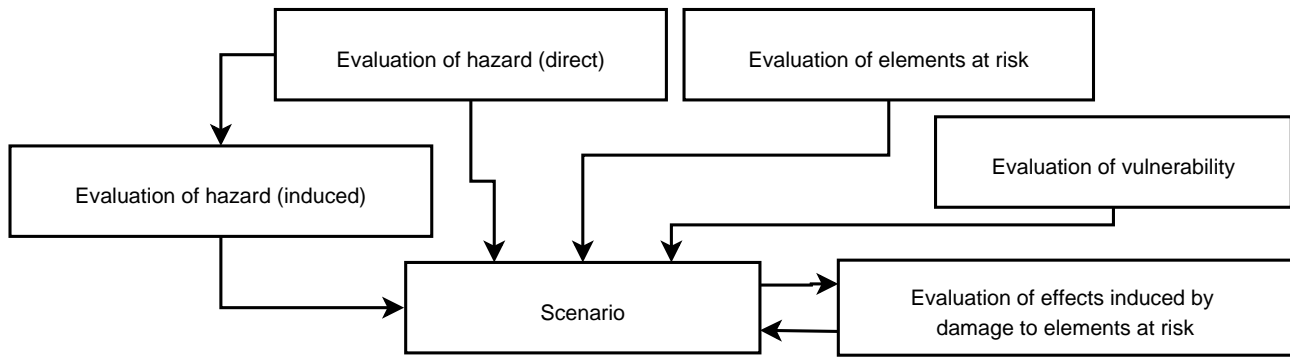 Evaluation of hazard (direct)
Evaluation of elements at risk
Evaluation of vulnerability
Evaluation of hazard (induced)
Scenario
Evaluation of effects induced by
damage to elements at risk